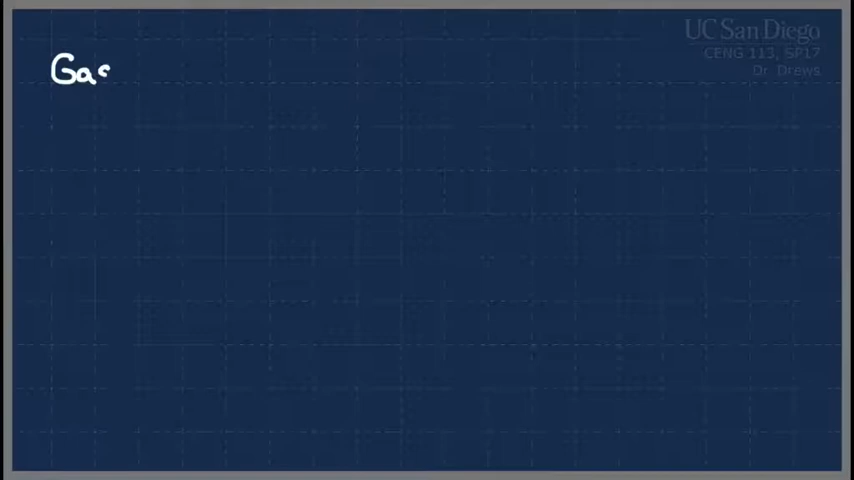 UC San Diego
CENG 113, SP17
Dr. Drews
Gas